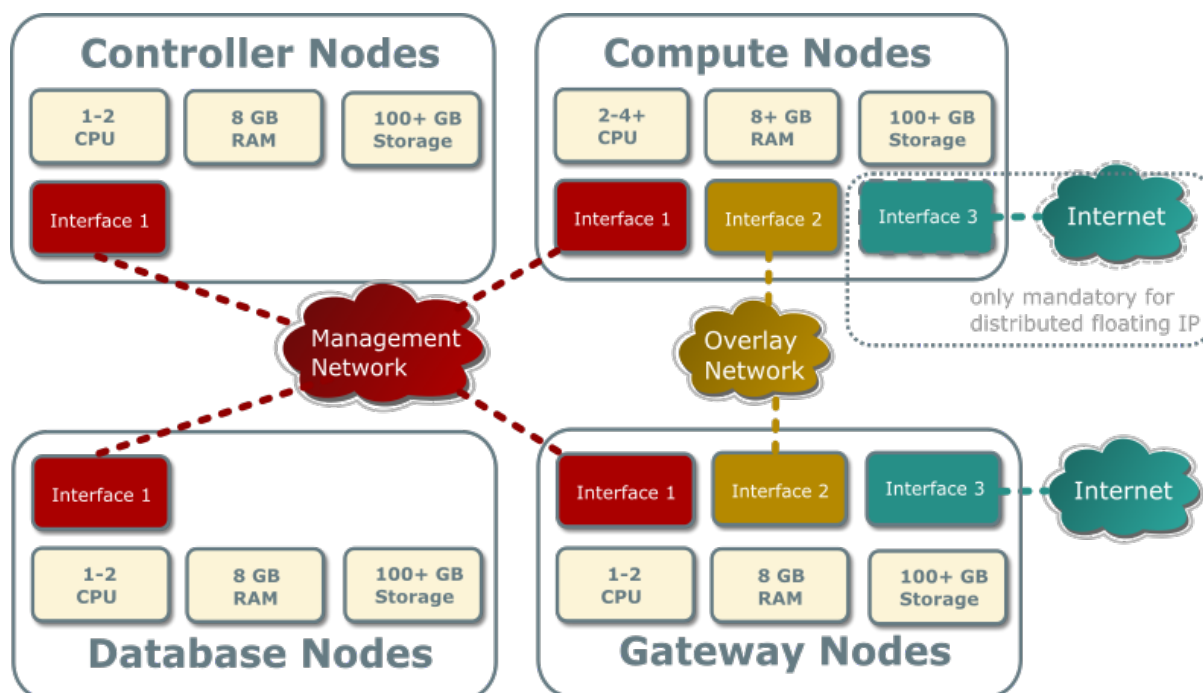 Controller Nodes
1-2
CPU
8 GB
RAM
100+ GB
Storage
Interface 1
Compute Nodes
2-4+
CPU
8+ GB
RAM
100+ GB
Storage
Interface 1
Interface 2
Interface 3
Internet
only mandatory for
distributed floating IP
Management
Network
Overlay
Network
Interface 1
1-2
CPU
8 GB
RAM
100+ GB
Storage
Database Nodes
Interface 1
Interface 2
Interface 3
Internet
1-2
CPU
8 GB
RAM
100+ GB
Storage
Gateway Nodes